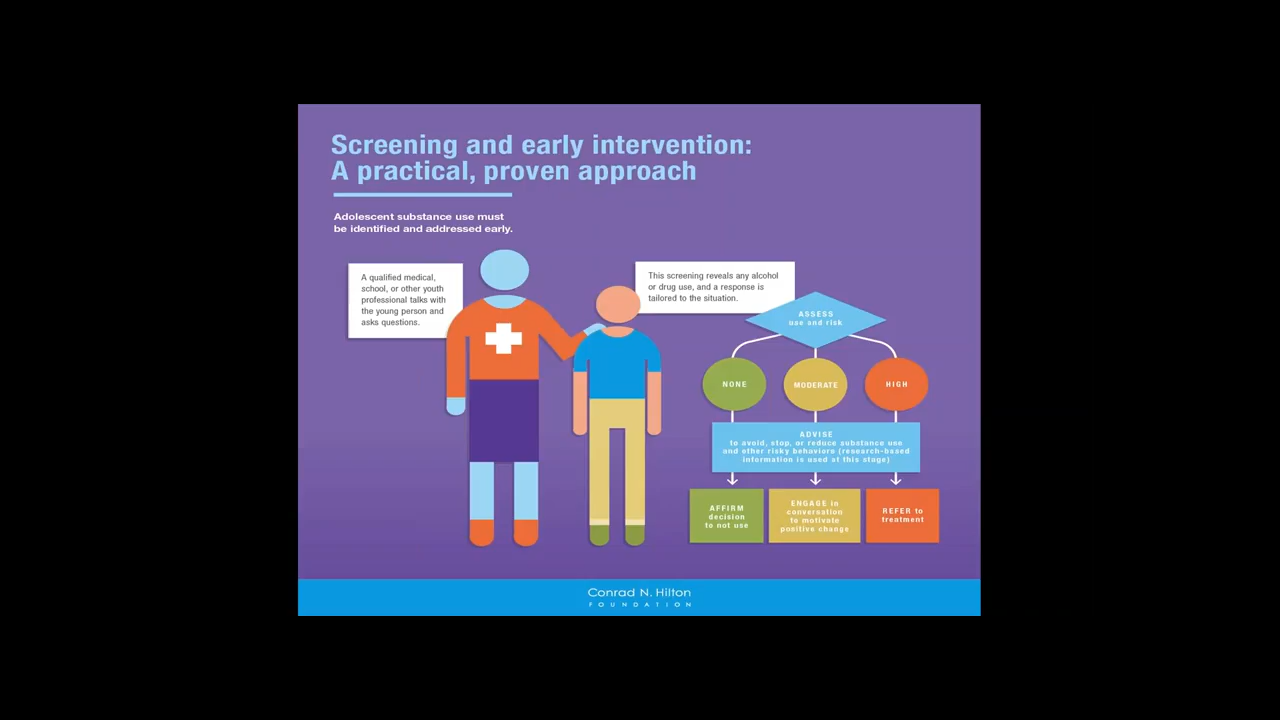 Screening and early intervention:
A practical, proven approach
Adolescent substance use must
be identified and addressed early.
A qualified medical,
school, or other youth
professional talks with
the young person and
asks questions.
This screening reveals any alcohol
or drug use, and a response is
tailored to the situation.
ASSESS
use and risk
NONE
MODERATE
HIGH
ADVISE
to avoid, stop, or reduce substance use
and other risky behaviors (research-based
information is used at this stage)
AFFIRM
decision
to not use
ENGAGE in
conversation
to motivate
positive change
REFER to
treatment
Conrad N. Hilton
FOUNDATION